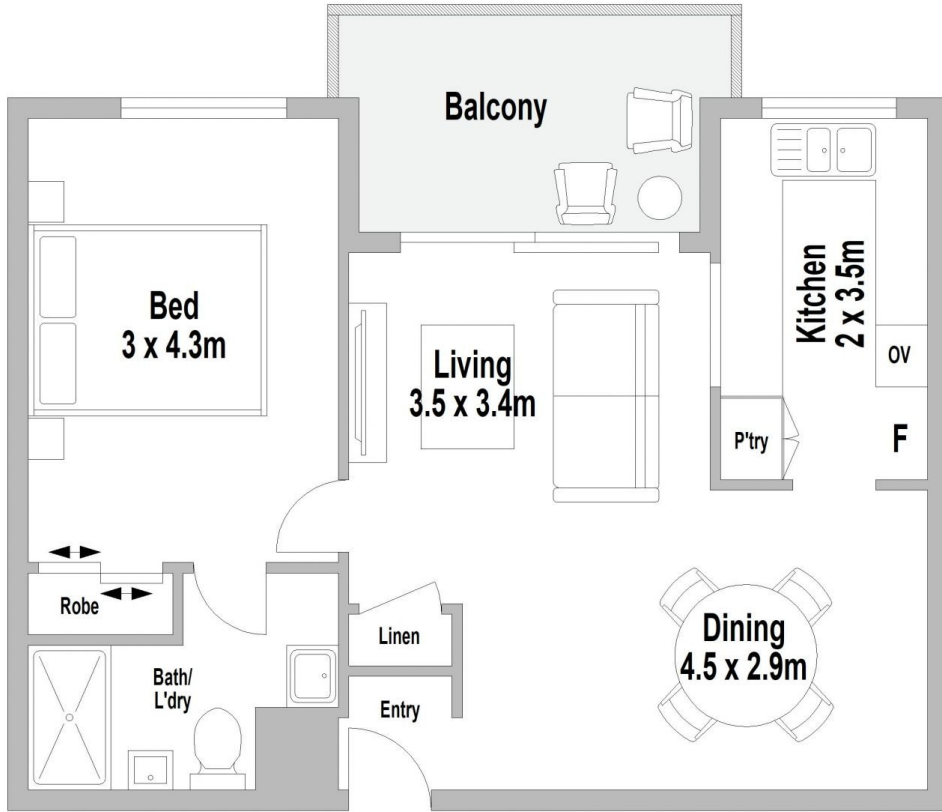 Balcony
Bed
3 x 4.3m
Living
3.5 x 3.4m
Kitchen
2 x 3.5m
OV
P'try
F
Robe
Linen
Dining
4.5 x 2.9m
Bath/
L'dry
Entry